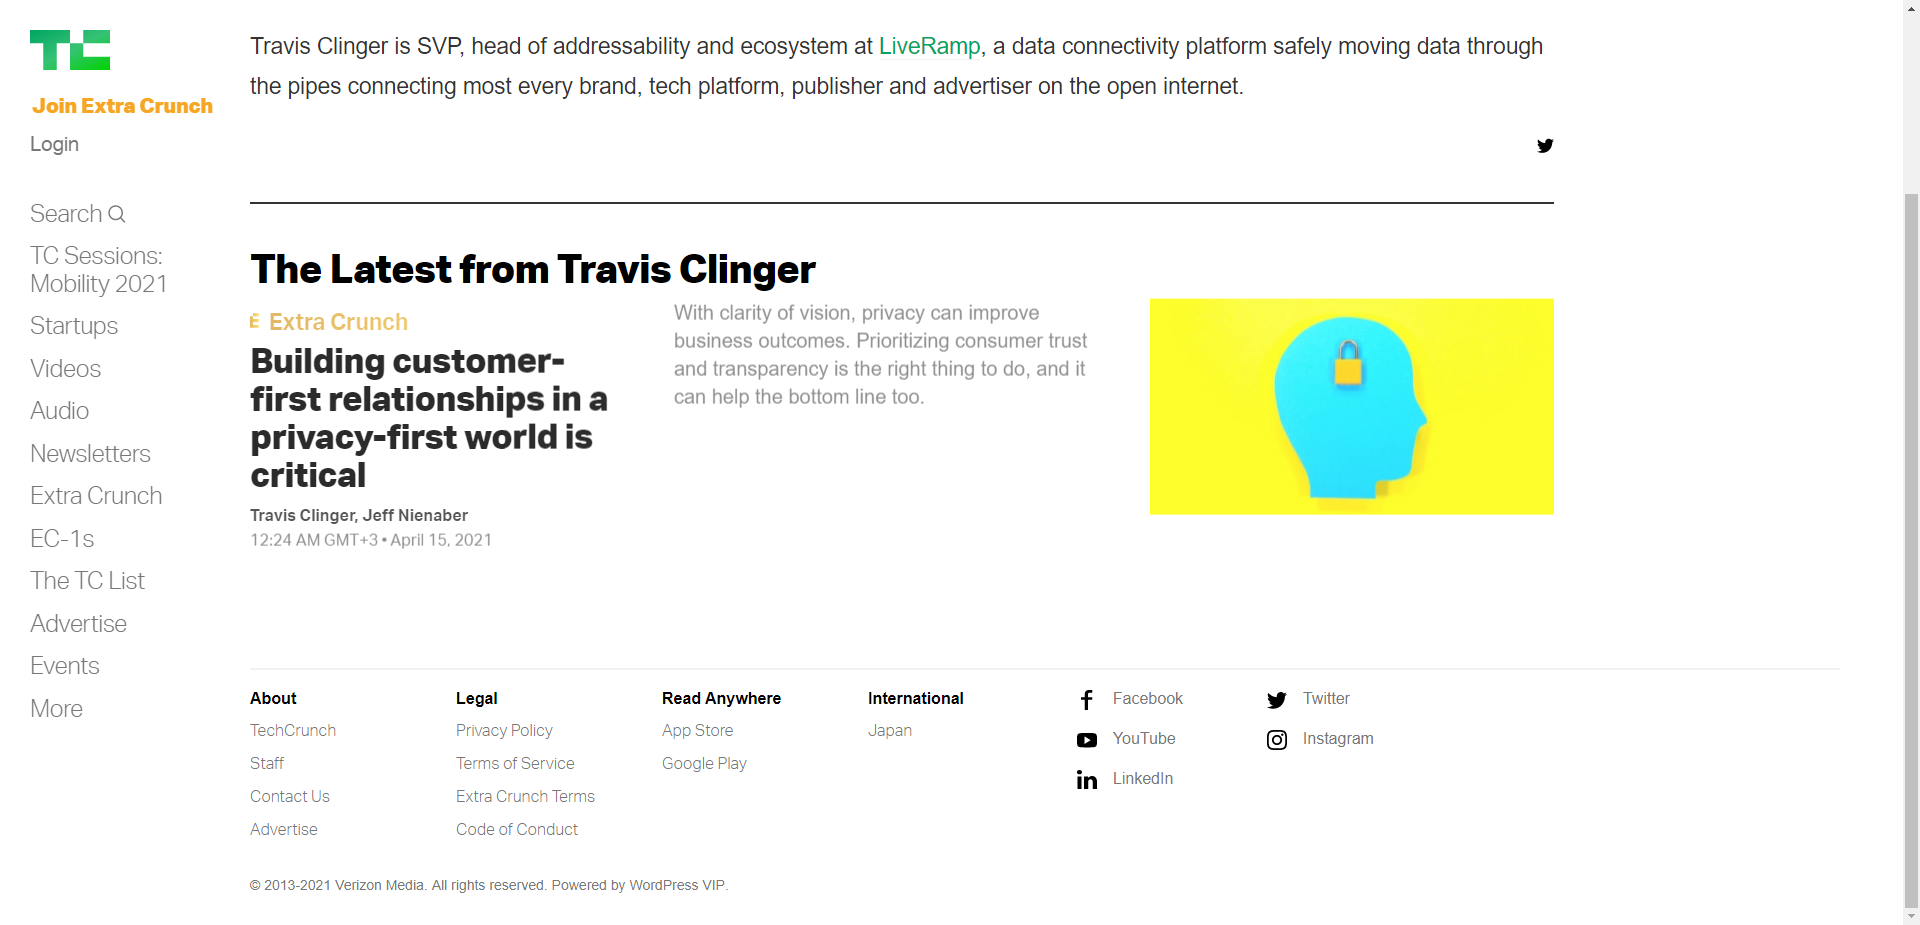 TC
Join Extra Crunch
Login
Search
TC Sessions:
Mobility 2021
Startups
Videos
Audio
Newsletters
Extra Crunch
EC-1s
The TC List
Advertise
Events
More
Travis Clinger is SVP, head of addressability and ecosystem at LiveRamp, a data connectivity platform safely moving data through
the pipes connecting most every brand, tech platform, publisher and advertiser on the open internet.
The Latest from Travis Clinger
Extra Crunch
Building customer-
first relationships in a
privacy-first world is
critical
Travis Clinger, Jeff Nienaber
12:24 AM GMT+3 • April 15, 2021
With clarity of vision, privacy can improve
business outcomes. Prioritizing consumer trust
and transparency is the right thing to do, and it
can help the bottom line too.
About
TechCrunch
Staff
Contact Us
Advertise
Legal
Privacy Policy
Terms of Service
Extra Crunch Terms
Code of Conduct
Read Anywhere
App Store
Google Play
International
Japan
Facebook
YouTube
LinkedIn
Twitter
Instagram
© 2013-2021 Verizon Media. All rights reserved. Powered by WordPress VIP.